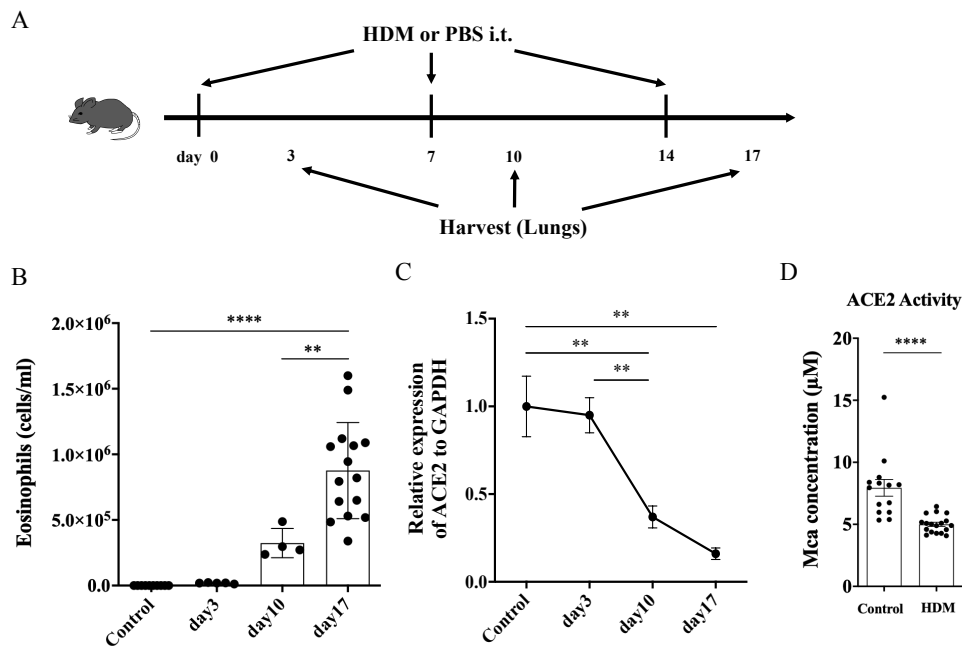 A
HDM or PBS i.t.
day 0 3 7 10 14 17
Harvest (Lungs)
B
Eosinophils (cells/ml)
2.0×10⁶
1.5×10⁶
1.0×10⁶
5.0×10⁵
0.0
****
**
Control day3 day10 day17
C
Relative expression
of ACE2 to GAPDH
1.5
1.0
0.5
0.0
**
**
**
Control day3 day10 day17
D
ACE2 Activity
Mca concentration (μM)
20
15
10
5
0
****
Control HDM